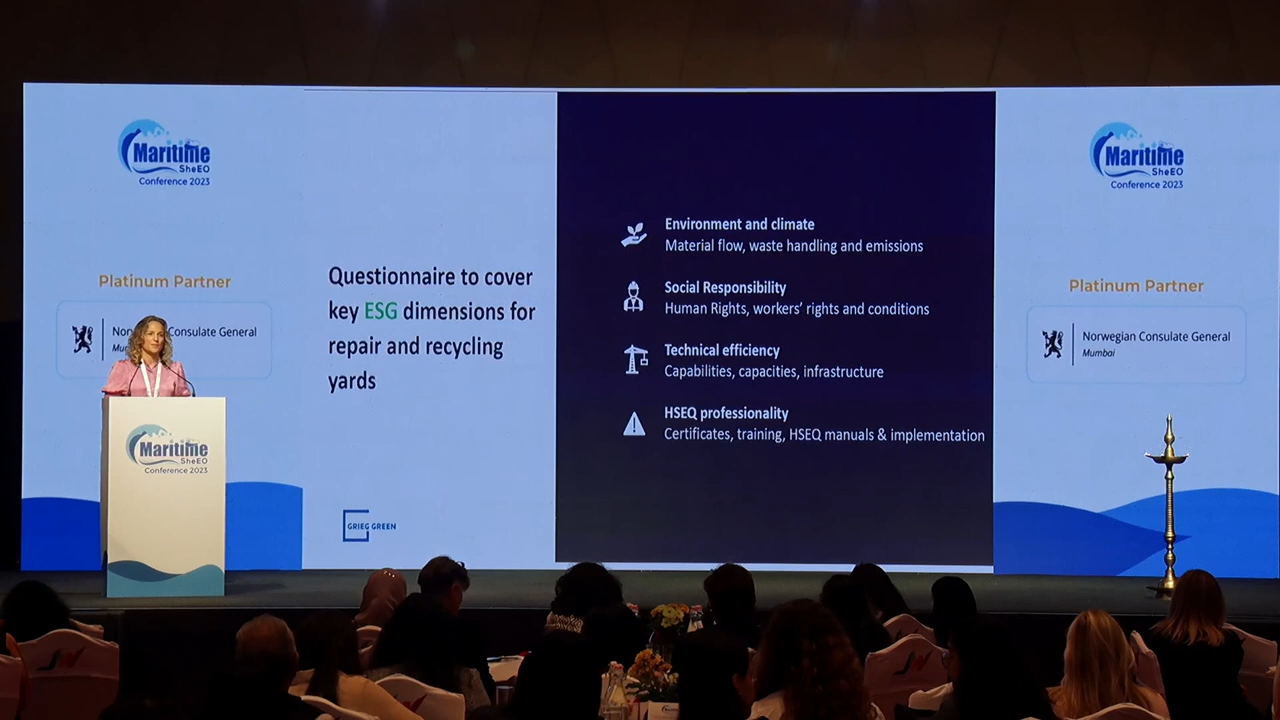 Maritime
SheEO
Conference 2023
Platinum Partner
Consulate General
Maritime
SheEO
Conference 2023
Questionnaire to cover
key ESG dimensions for
repair and recycling
yards
GRIEG GREEN
Environment and climate
Material flow, waste handling and emissions
Social Responsibility
Human Rights, workers' rights and conditions
Technical efficiency
Capabilities, capacities, infrastructure
HSEQ professionality
Certificates, training, HSEQ manuals & implementation
Maritime
SheEO
Conference 2023
Platinum Partner
Norwegian Consulate General
Mumbai